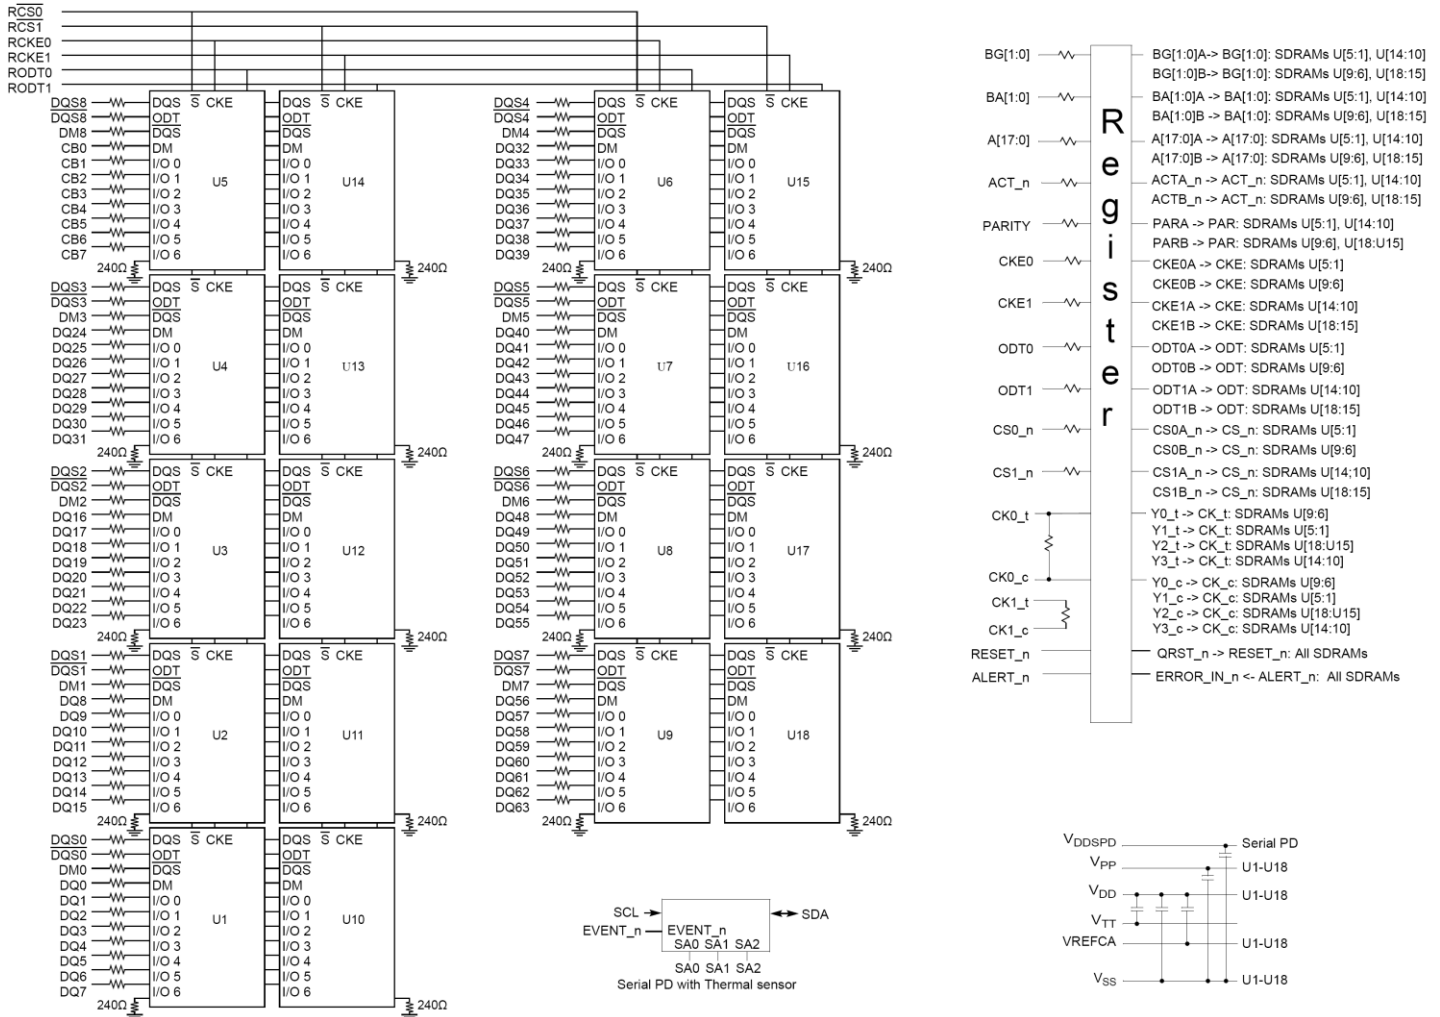 RCS0
RCS1
RCKE0
RCKE1
RODT0
RODT1
DQS8
DQS8
DM8
CB0
CB1
CB2
CB3
CB4
CB5
CB6
CB7
240Ω
DQS S CKE
ODT
DQS
DM
I/O 0
I/O 1
I/O 2
I/O 3
I/O 4
I/O 5
I/O 6
U5
DQS S CKE
ODT
DQS
DM
I/O 0
I/O 1
I/O 2
I/O 3
I/O 4
I/O 5
I/O 6
U14
240Ω
DQS3
DQS3
DM3
DQ24
DQ25
DQ26
DQ27
DQ28
DQ29
DQ30
DQ31
240Ω
DQS S CKE
ODT
DQS
DM
I/O 0
I/O 1
I/O 2
I/O 3
I/O 4
I/O 5
I/O 6
U4
DQS S CKE
ODT
DQS
DM
I/O 0
I/O 1
I/O 2
I/O 3
I/O 4
I/O 5
I/O 6
U13
240Ω
DQS2
DQS2
DM2
DQ16
DQ17
DQ18
DQ19
DQ20
DQ21
DQ22
DQ23
240Ω
DQS S CKE
ODT
DQS
DM
I/O 0
I/O 1
I/O 2
I/O 3
I/O 4
I/O 5
I/O 6
U3
DQS S CKE
ODT
DQS
DM
I/O 0
I/O 1
I/O 2
I/O 3
I/O 4
I/O 5
I/O 6
U12
240Ω
DQS1
DQS1
DM1
DQ8
DQ9
DQ10
DQ11
DQ12
DQ13
DQ14
DQ15
240Ω
DQS S CKE
ODT
DQS
DM
I/O 0
I/O 1
I/O 2
I/O 3
I/O 4
I/O 5
I/O 6
U2
DQS S CKE
ODT
DQS
DM
I/O 0
I/O 1
I/O 2
I/O 3
I/O 4
I/O 5
I/O 6
U11
240Ω
DQS0
DQS0
DM0
DQ0
DQ1
DQ2
DQ3
DQ4
DQ5
DQ6
DQ7
240Ω
DQS S CKE
ODT
DQS
DM
I/O 0
I/O 1
I/O 2
I/O 3
I/O 4
I/O 5
I/O 6
U1
DQS S CKE
ODT
DQS
DM
I/O 0
I/O 1
I/O 2
I/O 3
I/O 4
I/O 5
I/O 6
U10
240Ω
DQS4
DQS4
DM4
DQ32
DQ33
DQ34
DQ35
DQ36
DQ37
DQ38
DQ39
240Ω
DQS S CKE
ODT
DQS
DM
I/O 0
I/O 1
I/O 2
I/O 3
I/O 4
I/O 5
I/O 6
U6
DQS S CKE
ODT
DQS
DM
I/O 0
I/O 1
I/O 2
I/O 3
I/O 4
I/O 5
I/O 6
U15
240Ω
DQS5
DQS5
DM5
DQ40
DQ41
DQ42
DQ43
DQ44
DQ45
DQ46
DQ47
240Ω
DQS S CKE
ODT
DQS
DM
I/O 0
I/O 1
I/O 2
I/O 3
I/O 4
I/O 5
I/O 6
U7
DQS S CKE
ODT
DQS
DM
I/O 0
I/O 1
I/O 2
I/O 3
I/O 4
I/O 5
I/O 6
U16
240Ω
DQS6
DQS6
DM6
DQ48
DQ49
DQ50
DQ51
DQ52
DQ53
DQ54
DQ55
240Ω
DQS S CKE
ODT
DQS
DM
I/O 0
I/O 1
I/O 2
I/O 3
I/O 4
I/O 5
I/O 6
U8
DQS S CKE
ODT
DQS
DM
I/O 0
I/O 1
I/O 2
I/O 3
I/O 4
I/O 5
I/O 6
U17
240Ω
DQS7
DQS7
DM7
DQ56
DQ57
DQ58
DQ59
DQ60
DQ61
DQ62
DQ63
240Ω
DQS S CKE
ODT
DQS
DM
I/O 0
I/O 1
I/O 2
I/O 3
I/O 4
I/O 5
I/O 6
U9
DQS S CKE
ODT
DQS
DM
I/O 0
I/O 1
I/O 2
I/O 3
I/O 4
I/O 5
I/O 6
U18
240Ω
SCL
SDA
EVENT_n
EVENT_n
SA0 SA1 SA2
SA0 SA1 SA2
Serial PD with Thermal sensor
BG[1:0]
BA[1:0]
A[17:0]
ACT_n
PARITY
CKE0
CKE1
ODT0
ODT1
CS0_n
CS1_n
CK0_t
CK0_c
CK1_t
CK1_c
RESET_n
ALERT_n
Register
BG[1:0]A-> BG[1:0]: SDRAMs U[5:1], U[14:10]
BG[1:0]B-> BG[1:0]: SDRAMs U[9:6], U[18:15]
BA[1:0]A -> BA[1:0]: SDRAMs U[5:1], U[14:10]
BA[1:0]B -> BA[1:0]: SDRAMs U[9:6], U[18:15]
A[17:0]A -> A[17:0]: SDRAMs U[5:1], U[14:10]
A[17:0]B -> A[17:0]: SDRAMs U[9:6], U[18:15]
ACTA_n -> ACT_n: SDRAMs U[5:1], U[14:10]
ACTB_n -> ACT_n: SDRAMs U[9:6], U[18:15]
PARA -> PAR: SDRAMs U[5:1], U[14:10]
PARB -> PAR: SDRAMs U[9:6], U[18:U15]
CKE0A -> CKE: SDRAMs U[5:1]
CKE0B -> CKE: SDRAMs U[9:6]
CKE1A -> CKE: SDRAMs U[14:10]
CKE1B -> CKE: SDRAMs U[18:15]
ODT0A -> ODT: SDRAMs U[5:1]
ODT0B -> ODT: SDRAMs U[9:6]
ODT1A -> ODT: SDRAMs U[14:10]
ODT1B -> ODT: SDRAMs U[18:15]
CS0A_n -> CS_n: SDRAMs U[5:1]
CS0B_n -> CS_n: SDRAMs U[9:6]
CS1A_n -> CS_n: SDRAMs U[14;10]
CS1B_n -> CS_n: SDRAMs U[18:15]
Y0_t -> CK_t: SDRAMs U[9:6]
Y1_t -> CK_t: SDRAMs U[5:1]
Y2_t -> CK_t: SDRAMs U[18:U15]
Y3_t -> CK_t: SDRAMs U[14:10]
Y0_c -> CK_c: SDRAMs U[9:6]
Y1_c -> CK_c: SDRAMs U[5:1]
Y2_c -> CK_c: SDRAMs U[18:U15]
Y3_c -> CK_c: SDRAMs U[14:10]
QRST_n -> RESET_n: All SDRAMs
ERROR_IN_n <- ALERT_n: All SDRAMs
VDDSPD
Serial PD
VPP
U1-U18
VDD
U1-U18
VTT
VREFCA
U1-U18
VSS
U1-U18